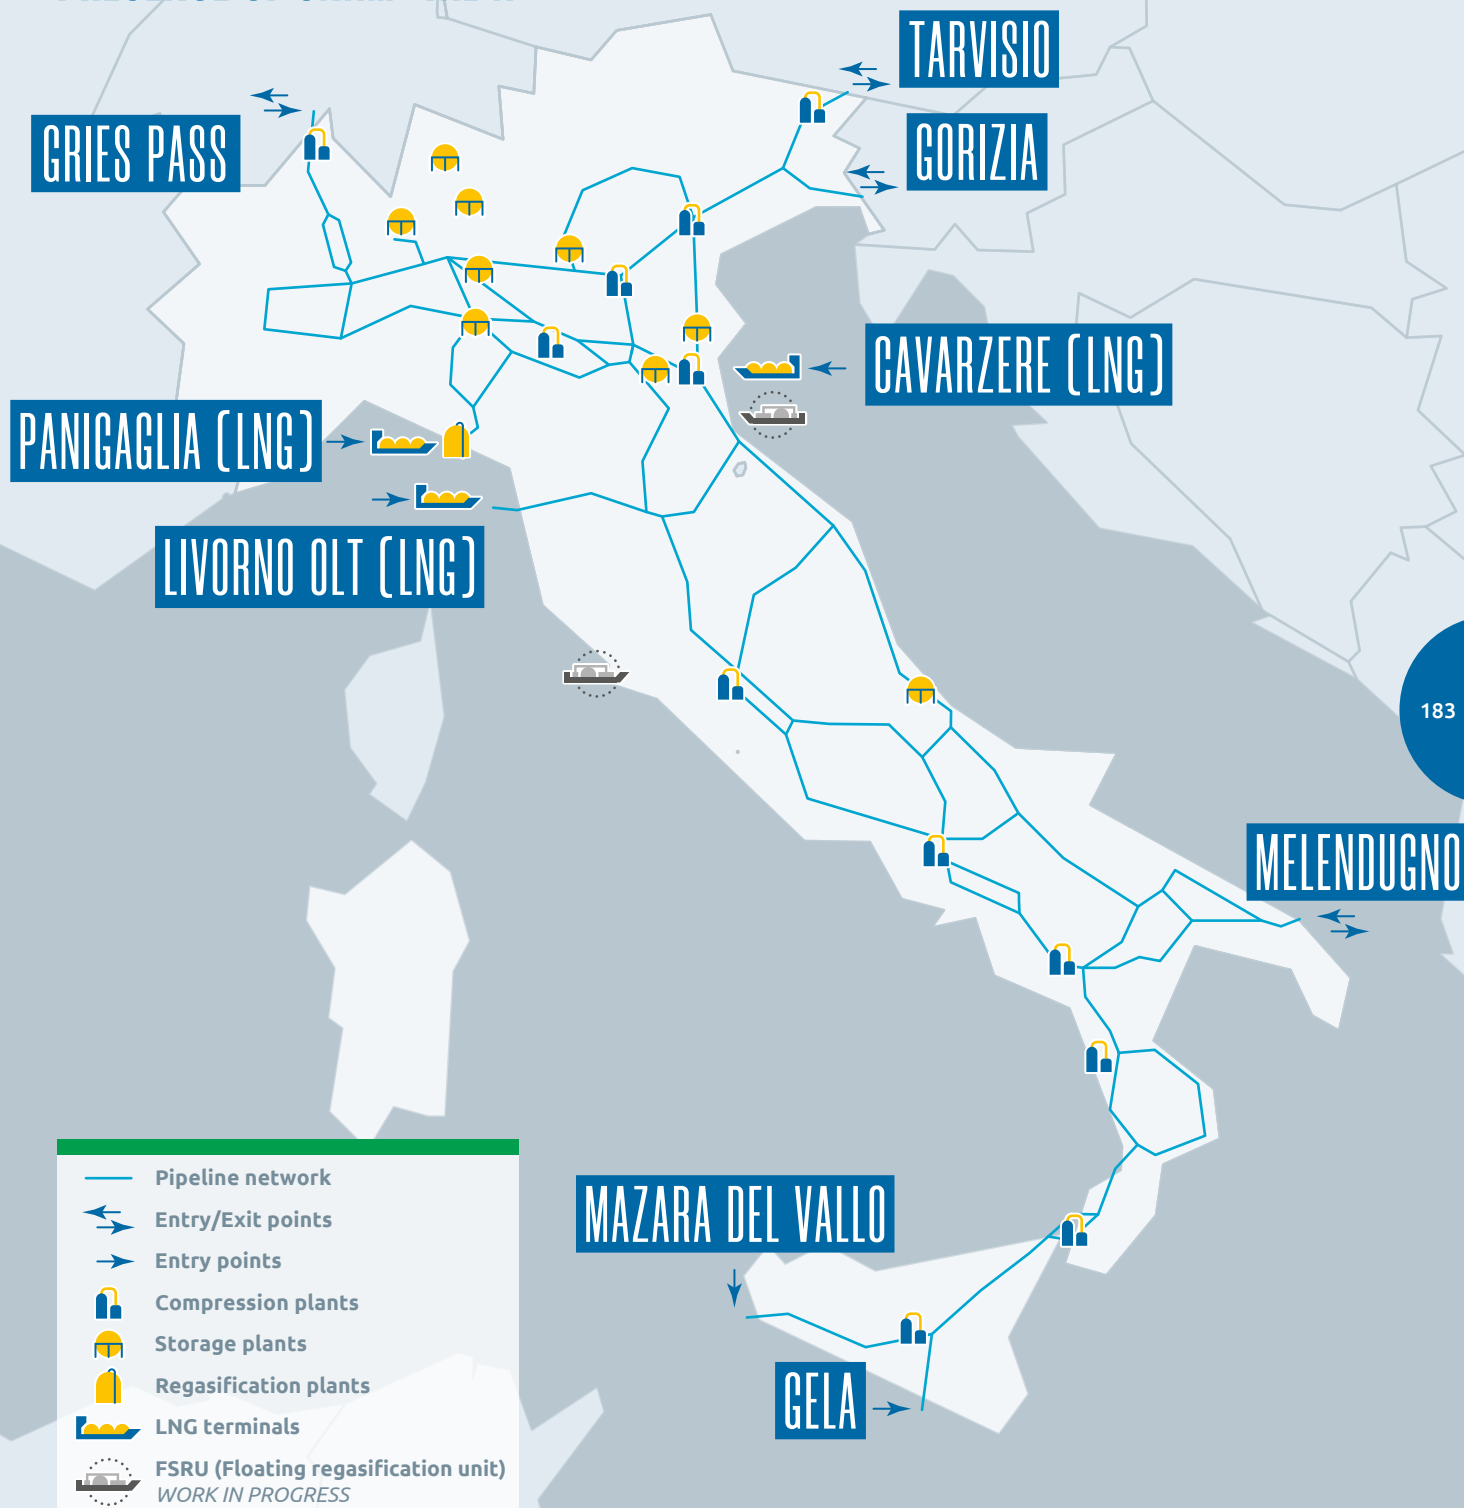 TARVISIO
GORIZIA
GRIES PASS
CAVARZERE (LNG)
PANIGAGLIA (LNG)
LIVORNO OLT (LNG)
183
MELENDUGNO
MAZARA DEL VALLO
GELA
Pipeline network
Entry/Exit points
Entry points
Compression plants
Storage plants
Regasification plants
LNG terminals
FSRU (Floating regasification unit)
WORK IN PROGRESS